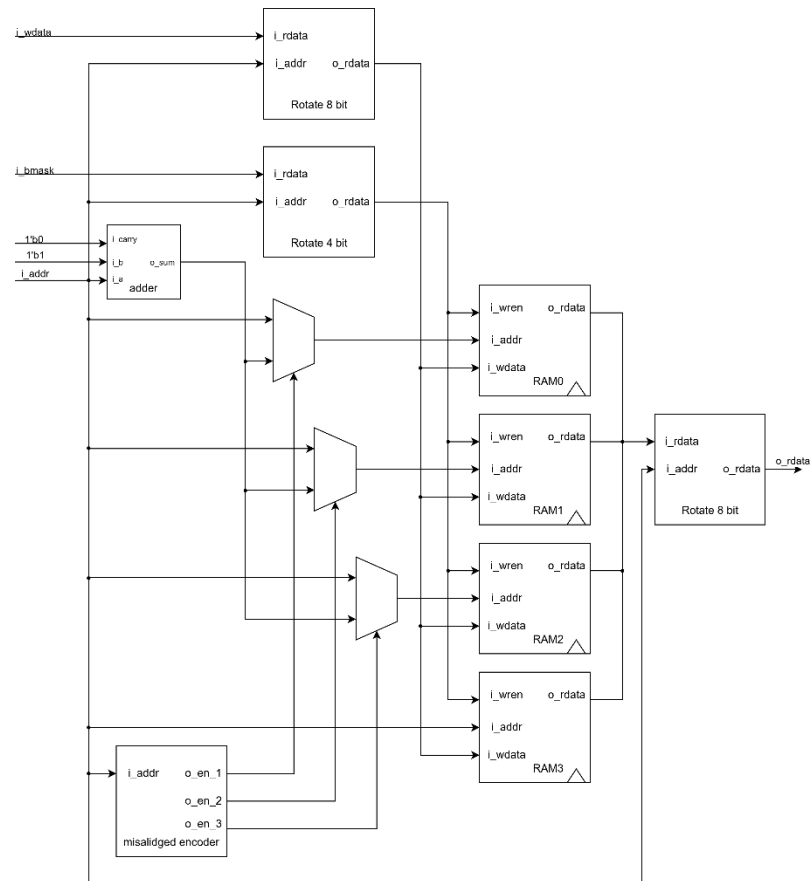 i_wdata
i_rdata
i_addr
o_rdata
Rotate 8 bit
i_bmask
i_rdata
i_addr
o_rdata
Rotate 4 bit
1'b0
i_carry
1'b1
i_b
o_sum
i_addr
i_a
adder
i_wren
o_rdata
i_addr
i_wdata
RAM0
i_wren
o_rdata
i_addr
i_wdata
RAM1
i_rdata
i_addr
o_rdata
o_rdata
Rotate 8 bit
i_wren
o_rdata
i_addr
i_wdata
RAM2
i_wren
o_rdata
i_addr
i_wdata
RAM3
i_addr
o_en_1
o_en_2
o_en_3
misalidged encoder